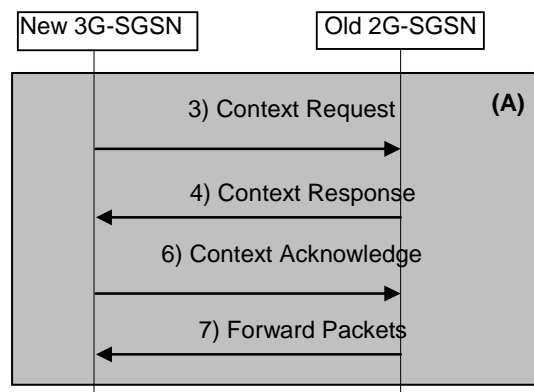 New 3G-SGSN
Old 2G-SGSN
(A)
3) Context Request
4) Context Response
6) Context Acknowledge
7) Forward Packets